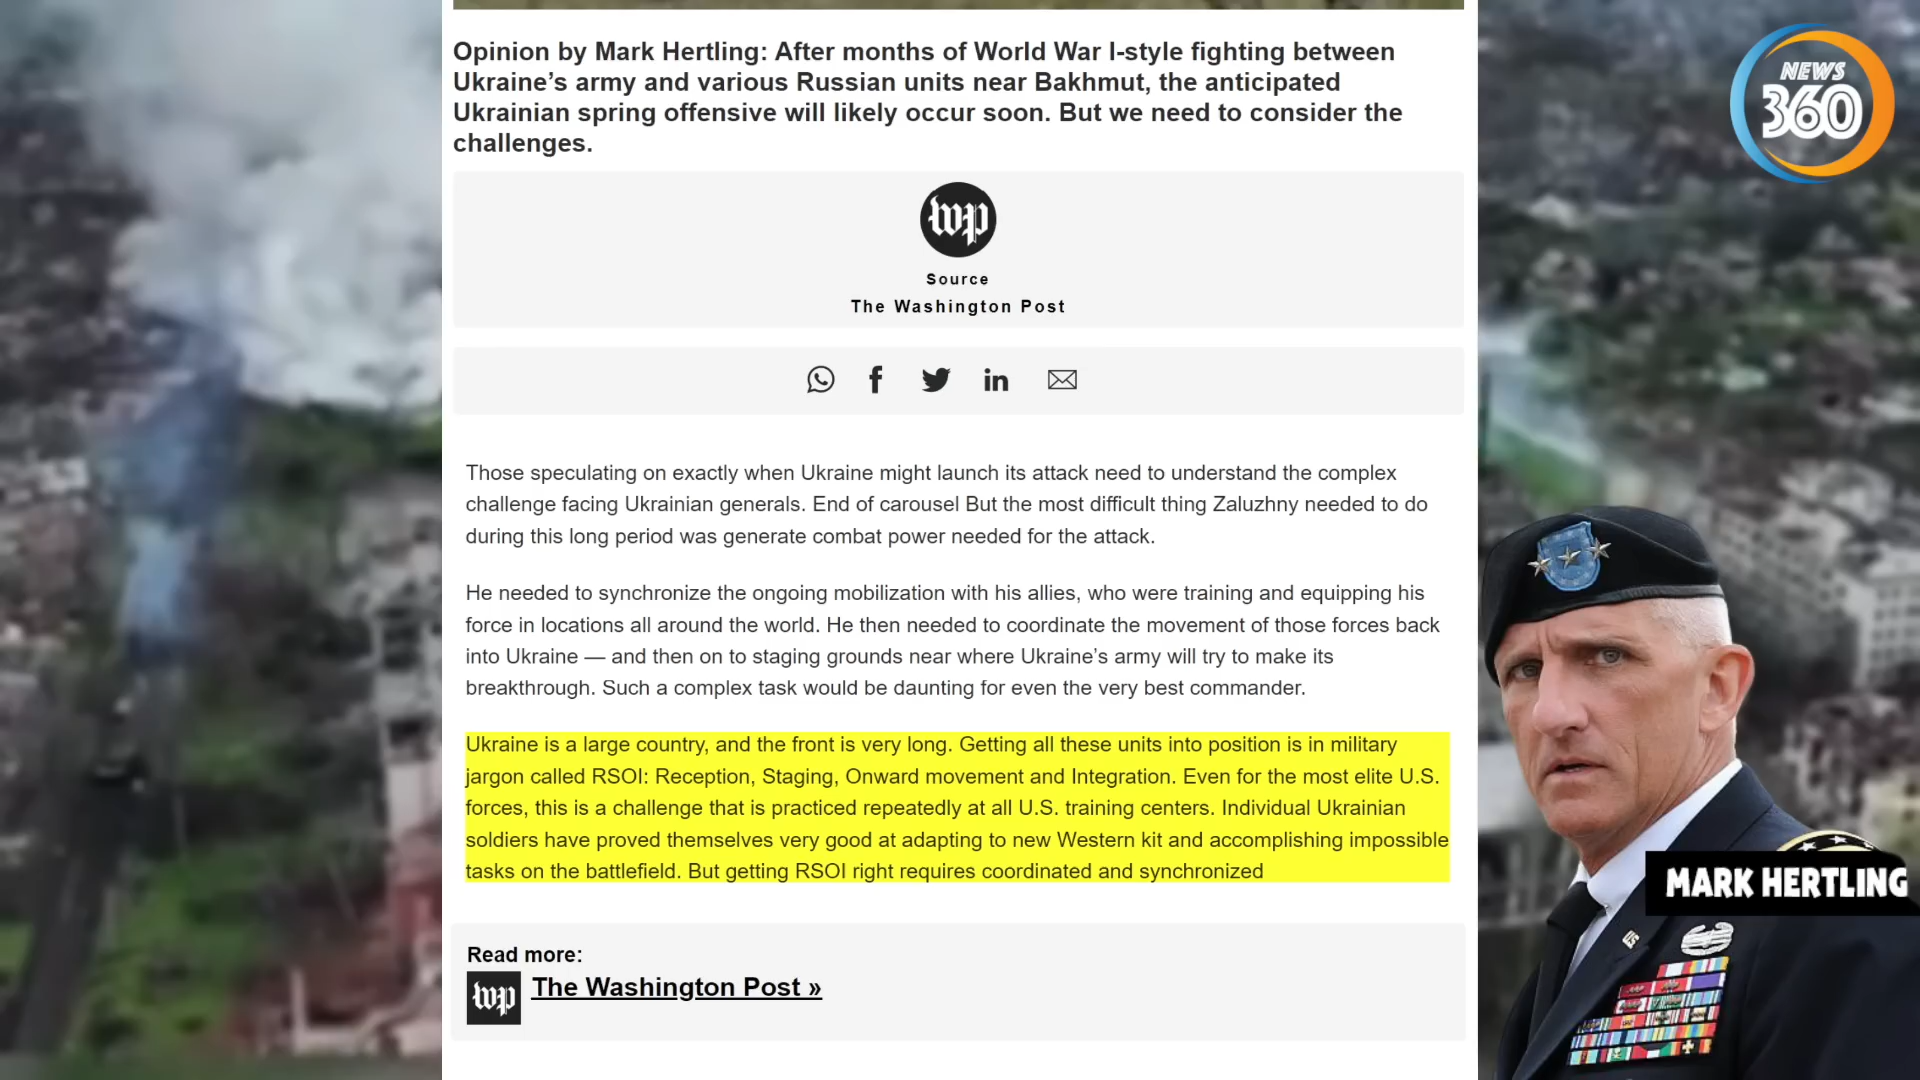 Opinion by Mark Hertling: After months of World War I-style fighting between
Ukraine’s army and various Russian units near Bakhmut, the anticipated
Ukrainian spring offensive will likely occur soon. But we need to consider the
challenges.
NEWS
360
wp
Source
The Washington Post
Those speculating on exactly when Ukraine might launch its attack need to understand the complex
challenge facing Ukrainian generals. End of carousel But the most difficult thing Zaluzhny needed to do
during this long period was generate combat power needed for the attack.
He needed to synchronize the ongoing mobilization with his allies, who were training and equipping his
force in locations all around the world. He then needed to coordinate the movement of those forces back
into Ukraine — and then on to staging grounds near where Ukraine’s army will try to make its
breakthrough. Such a complex task would be daunting for even the very best commander.
Ukraine is a large country, and the front is very long. Getting all these units into position is in military
jargon called RSOI: Reception, Staging, Onward movement and Integration. Even for the most elite U.S.
forces, this is a challenge that is practiced repeatedly at all U.S. training centers. Individual Ukrainian
soldiers have proved themselves very good at adapting to new Western kit and accomplishing impossible
tasks on the battlefield. But getting RSOI right requires coordinated and synchronized
MARK HERTLING
US
Read more:
wp
The Washington Post »